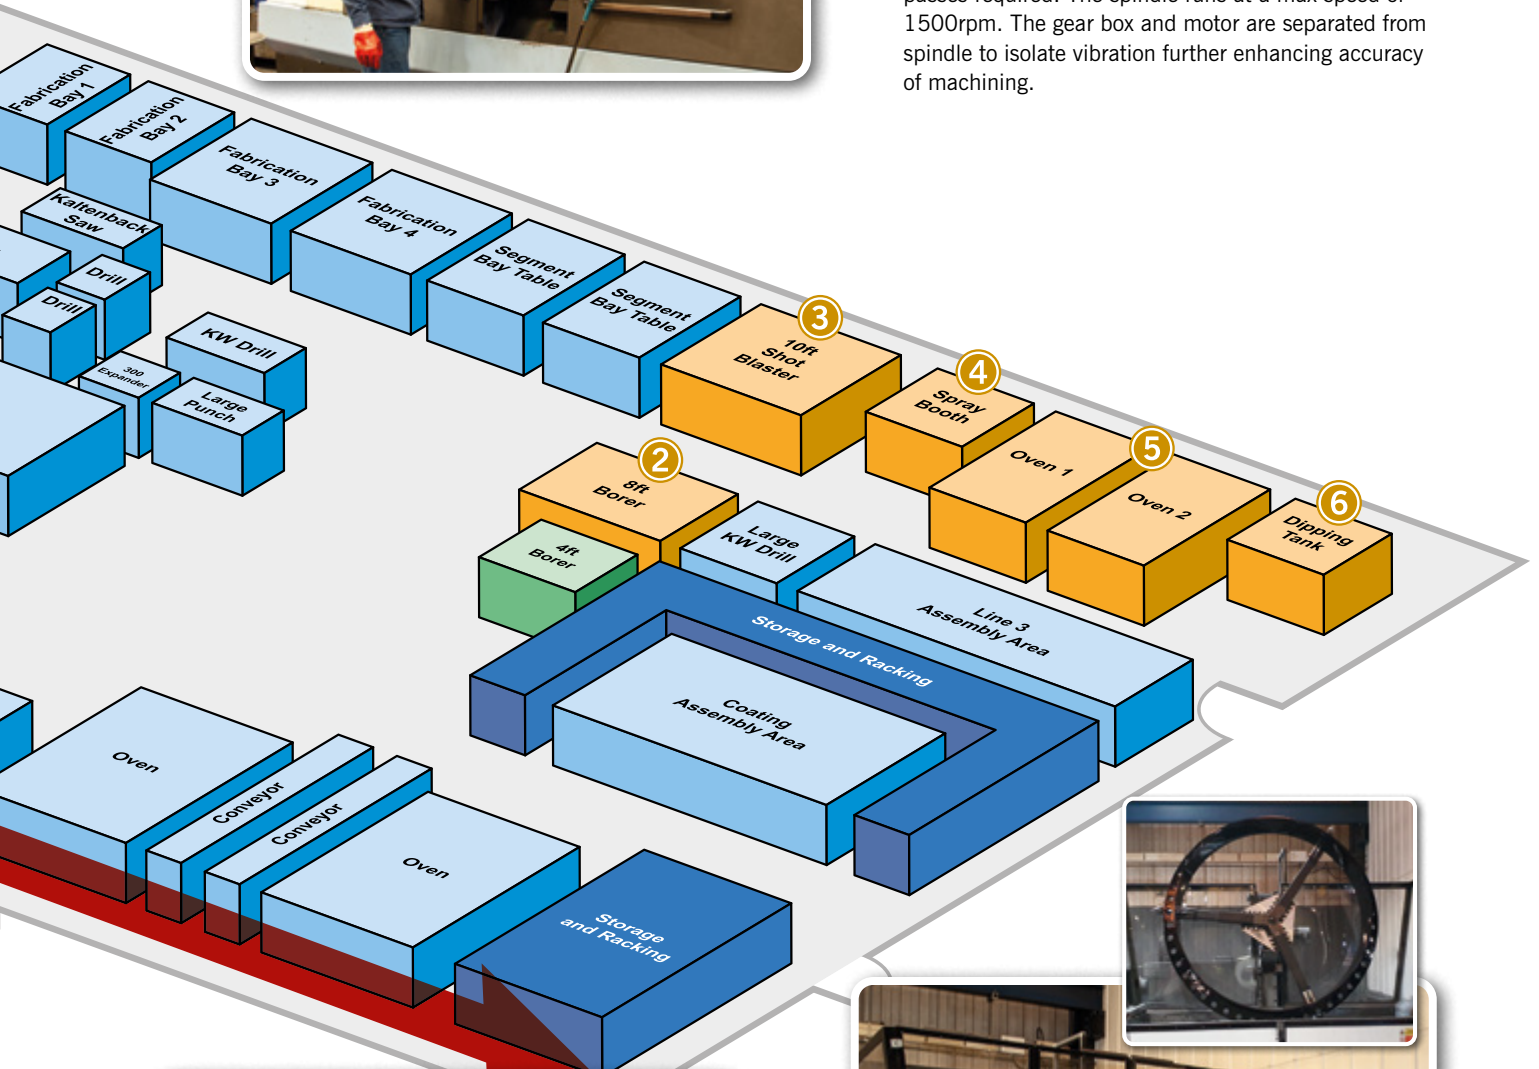 1500rpm. The gear box and motor are separated from
spindle to isolate vibration further enhancing accuracy
of machining.
Fabrication
Bay 1
Fabrication
Bay 2
Fabrication
Bay 3
Fabrication
Bay 4
Kaltenback
Saw
Drill
Drill
Segment
Bay Table
Segment
Bay Table
KW Drill
300
Expander
Large
Punch
3
10ft
Shot
Blaster
4
Spray
Booth
5
Oven 1
Oven 2
6
Dipping
Tank
2
8ft
Borer
4ft
Borer
Large
KW Drill
Line 3
Assembly Area
Storage and Racking
Coating
Assembly Area
Oven
Conveyor
Conveyor
Oven
Storage
and Racking